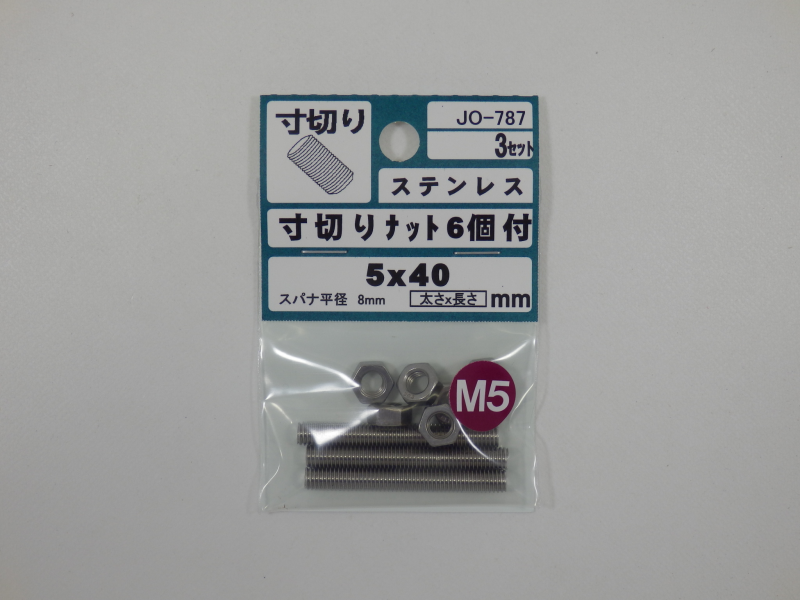 寸切り
JO-787
3セット
ステンレス
寸切りナット6個付
5x40
スパナ平径 8mm 太さx長さ mm
M5